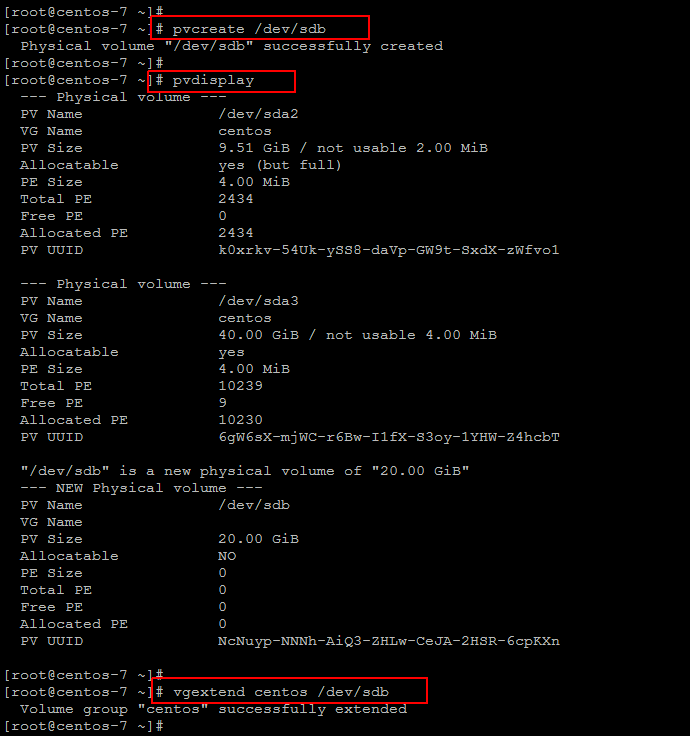 [root@centos-7 ~]#
[root@centos-7 ~]# pvcreate /dev/sdb
  Physical volume "/dev/sdb" successfully created
[root@centos-7 ~]#
[root@centos-7 ~]# pvdisplay
  --- Physical volume ---
  PV Name               /dev/sda2
  VG Name               centos
  PV Size               9.51 GiB / not usable 2.00 MiB
  Allocatable           yes (but full)
  PE Size               4.00 MiB
  Total PE              2434
  Free PE               0
  Allocated PE          2434
  PV UUID               k0xrkv-54Uk-ySS8-daVp-GW9t-SxdX-zWfvo1

  --- Physical volume ---
  PV Name               /dev/sda3
  VG Name               centos
  PV Size               40.00 GiB / not usable 4.00 MiB
  Allocatable           yes
  PE Size               4.00 MiB
  Total PE              10239
  Free PE               9
  Allocated PE          10230
  PV UUID               6gW6sX-mjWC-r6Bw-I1fX-S3oy-1YHW-Z4hcbT

  "/dev/sdb" is a new physical volume of "20.00 GiB"
  --- NEW Physical volume ---
  PV Name               /dev/sdb
  VG Name
  PV Size               20.00 GiB
  Allocatable           NO
  PE Size               0
  Total PE              0
  Free PE               0
  Allocated PE          0
  PV UUID               NcNuyp-NNNh-AiQ3-ZHLw-CeJA-2HSR-6cpKXn

[root@centos-7 ~]#
[root@centos-7 ~]# vgextend centos /dev/sdb
  Volume group "centos" successfully extended
[root@centos-7 ~]#